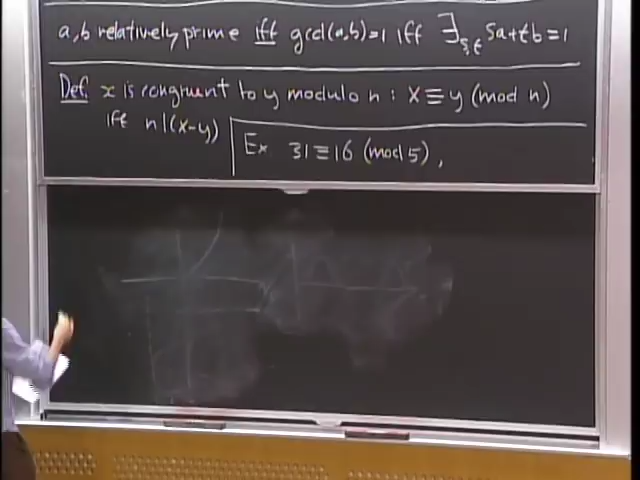 a,b relatively prime iff gcd(a,b)=1 iff ∃s,t sa+tb=1
Def. x is congruent to y modulo n : x≡y (mod n)
iff n|(x-y)
Ex 31≡16 (mod 5),